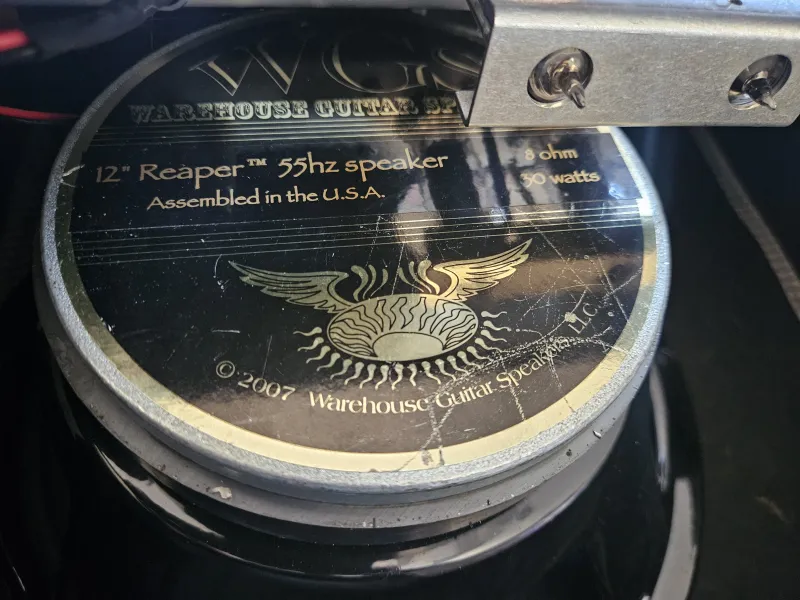 WGS
WAREHOUSE GUITAR SP
12" Reaper™ 55hz speaker
8 ohm
Assembled in the U.S.A.
30 watts
© 2007 Warehouse Guitar Speakers, LLC.